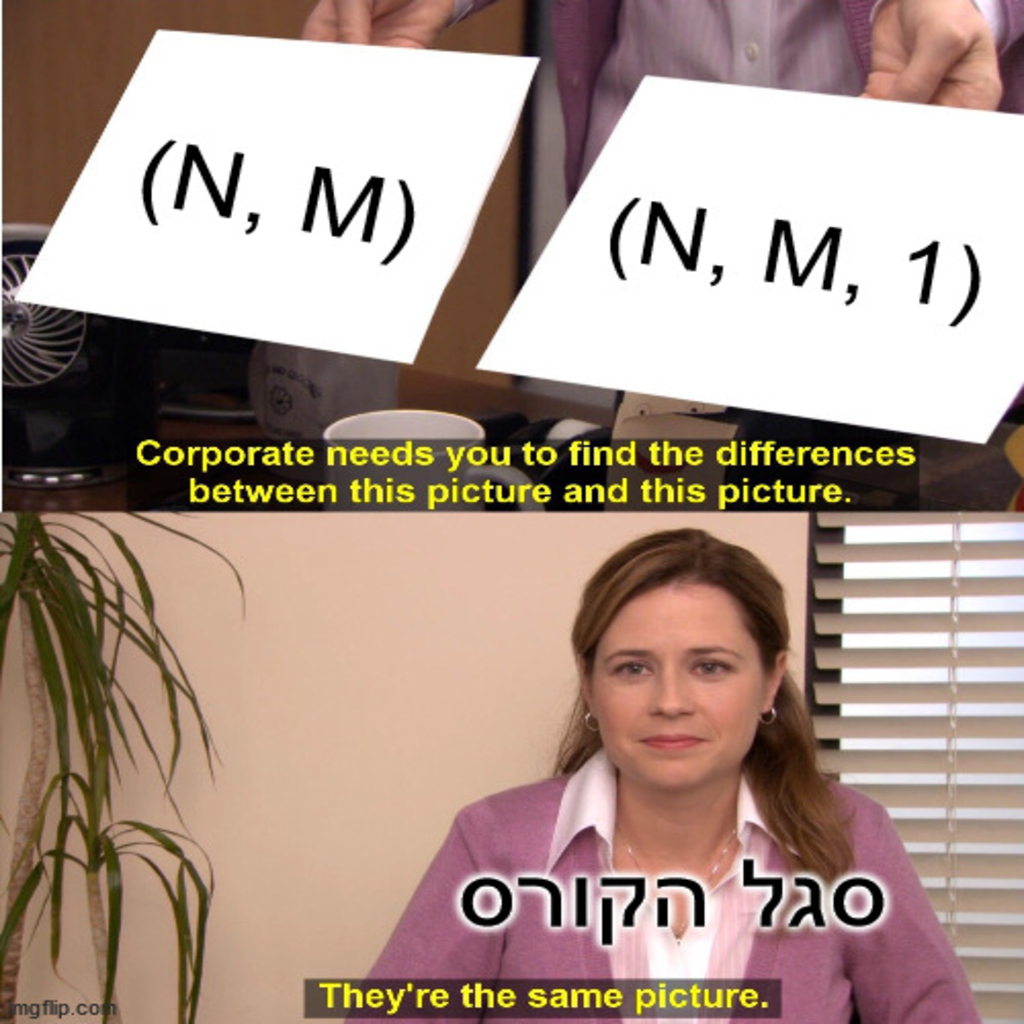 (N, M)
(N, M, 1)
Corporate needs you to find the differences
between this picture and this picture.
סגל הקורס
They're the same picture.
imgflip.com